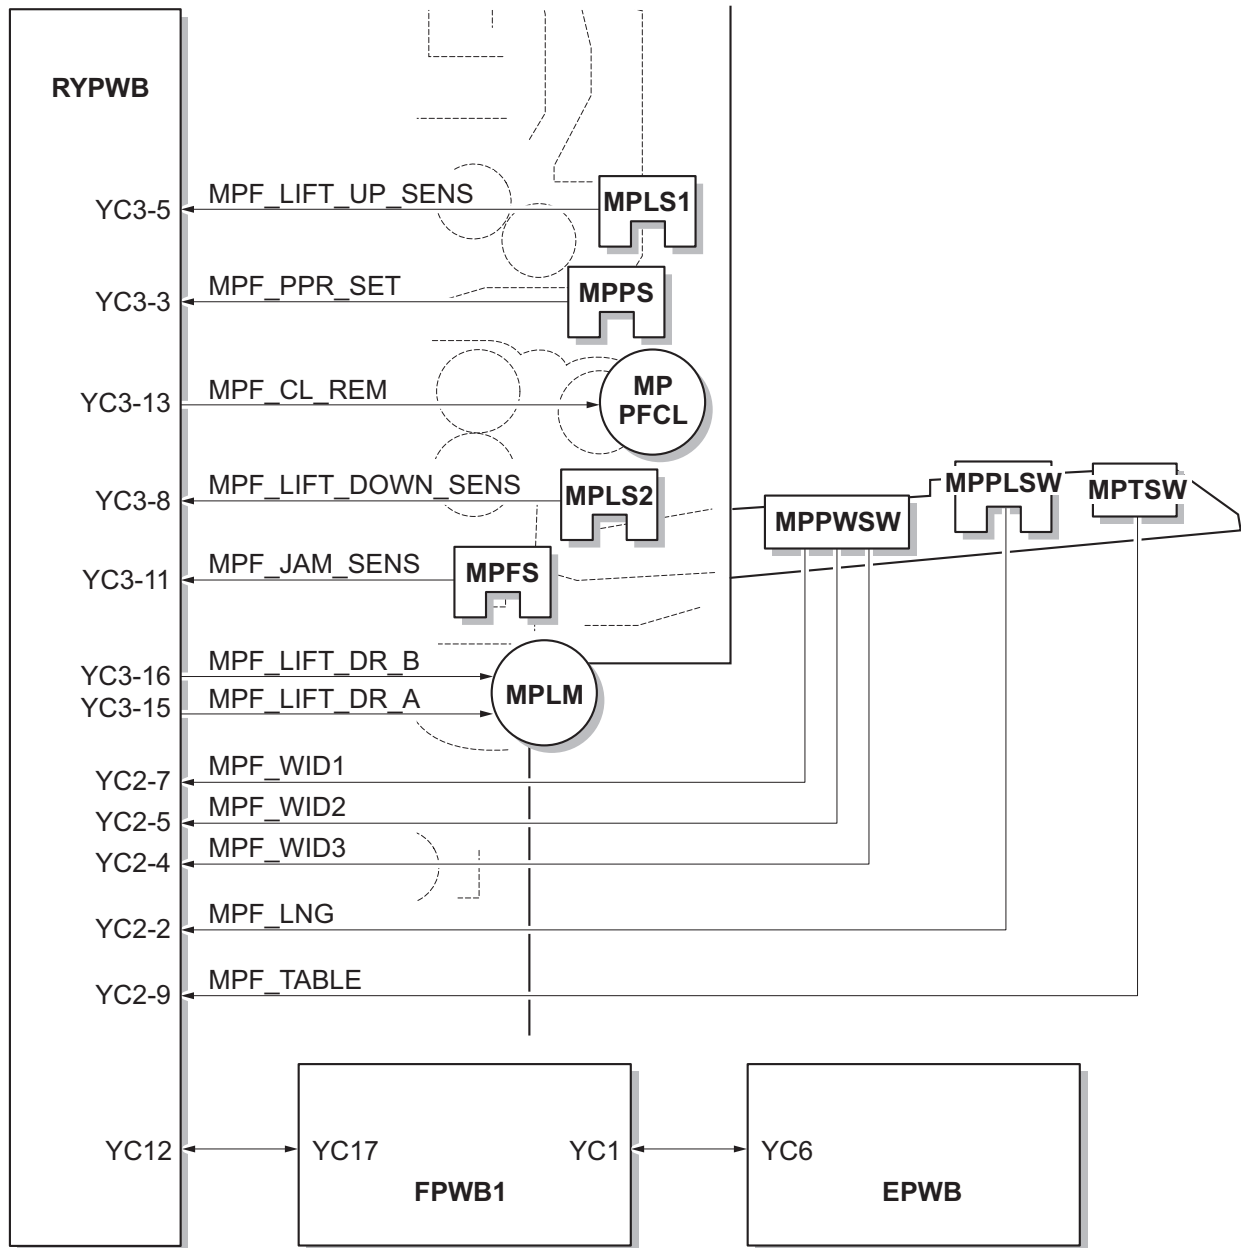 RYPWB
YC3-5 MPF_LIFT_UP_SENS MPLS1
YC3-3 MPF_PPR_SET MPPS
YC3-13 MPF_CL_REM MP
PFCL
YC3-8 MPF_LIFT_DOWN_SENS MPLS2
MPPWSW MPPLSW MPTSW
YC3-11 MPF_JAM_SENS MPFS
YC3-16 MPF_LIFT_DR_B
YC3-15 MPF_LIFT_DR_A MPLM
YC2-7 MPF_WID1
YC2-5 MPF_WID2
YC2-4 MPF_WID3
YC2-2 MPF_LNG
YC2-9 MPF_TABLE
YC12 YC17 YC1 YC6
FPWB1 EPWB